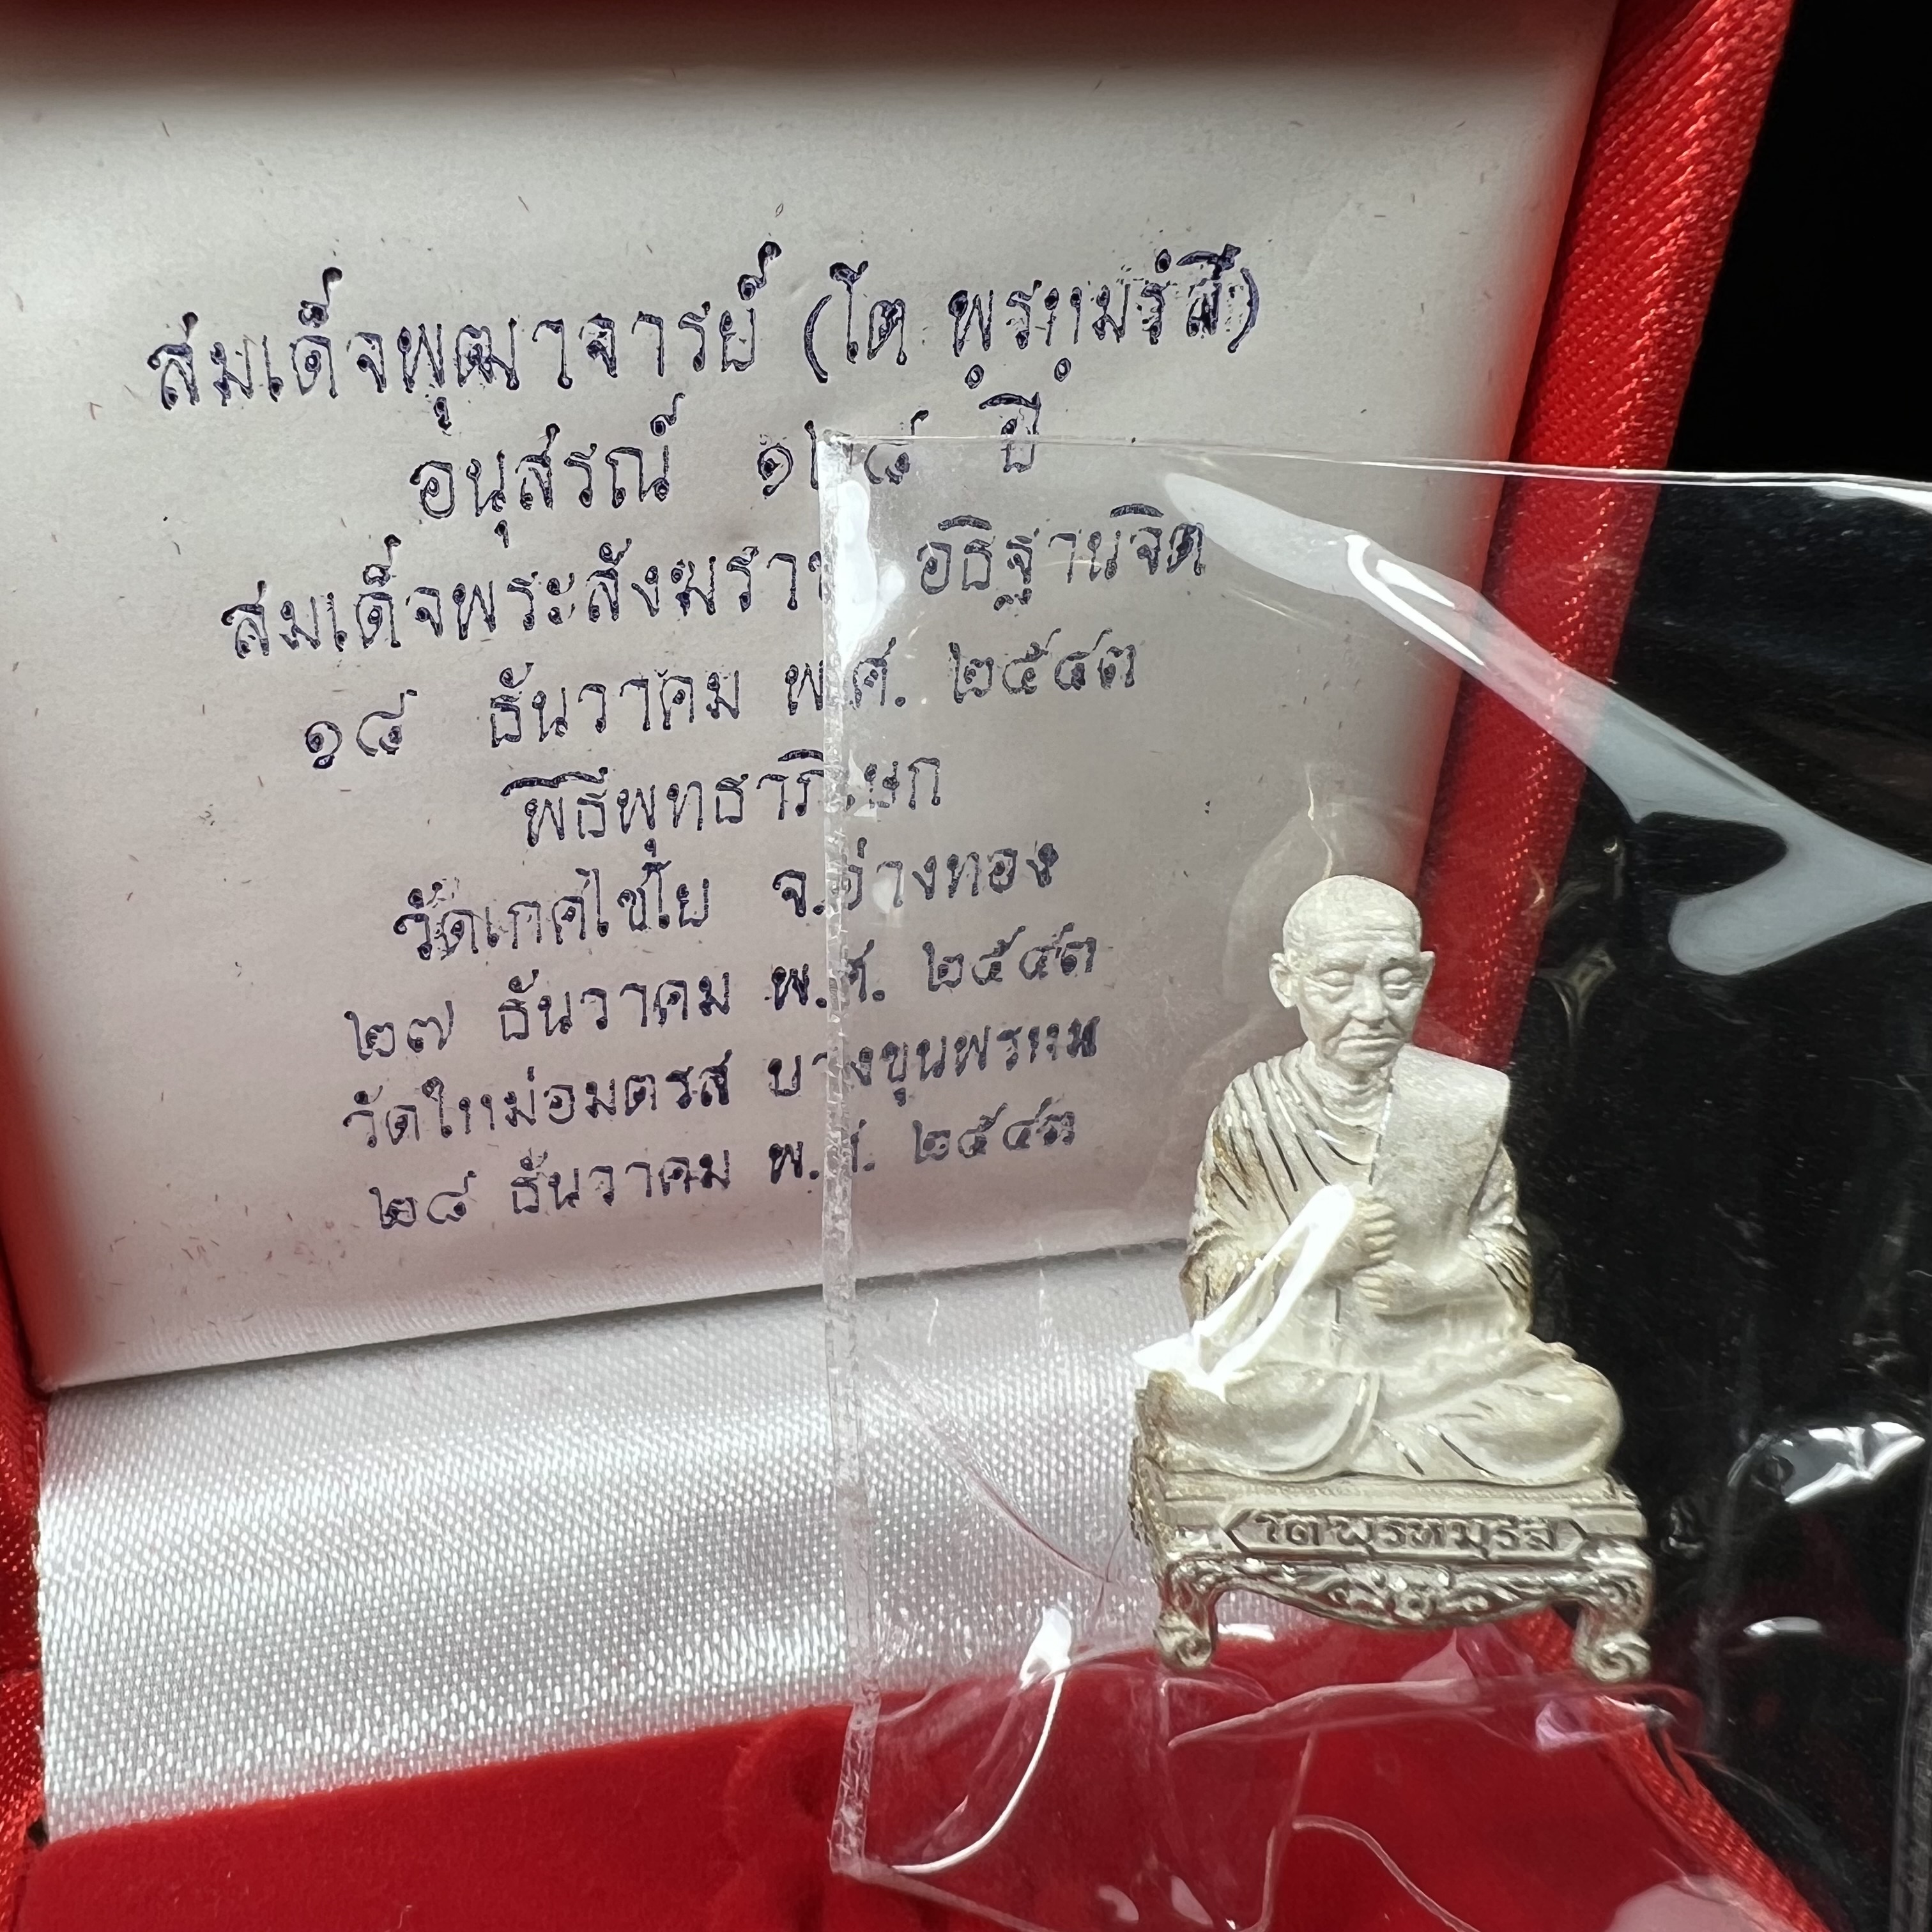 สมเด็จพุฒาจารย์ (โต พฺรหฺมรํสี)
อนุสรณ์ ๑๒๘ ปี
สมเด็จพระสังฆราช อธิฐานจิต
๑๘ ธันวาคม พ.ศ. ๒๕๔๓
พิธีพุทธาภิเษก
วัดเกศไชโย จ.อ่างทอง
๒๗ ธันวาคม พ.ศ. ๒๕๔๓
วัดใหม่อมตรส บางขุนพรหม
๒๘ ธันวาคม พ.ศ. ๒๕๔๓
โตพฺรหฺมรํสี